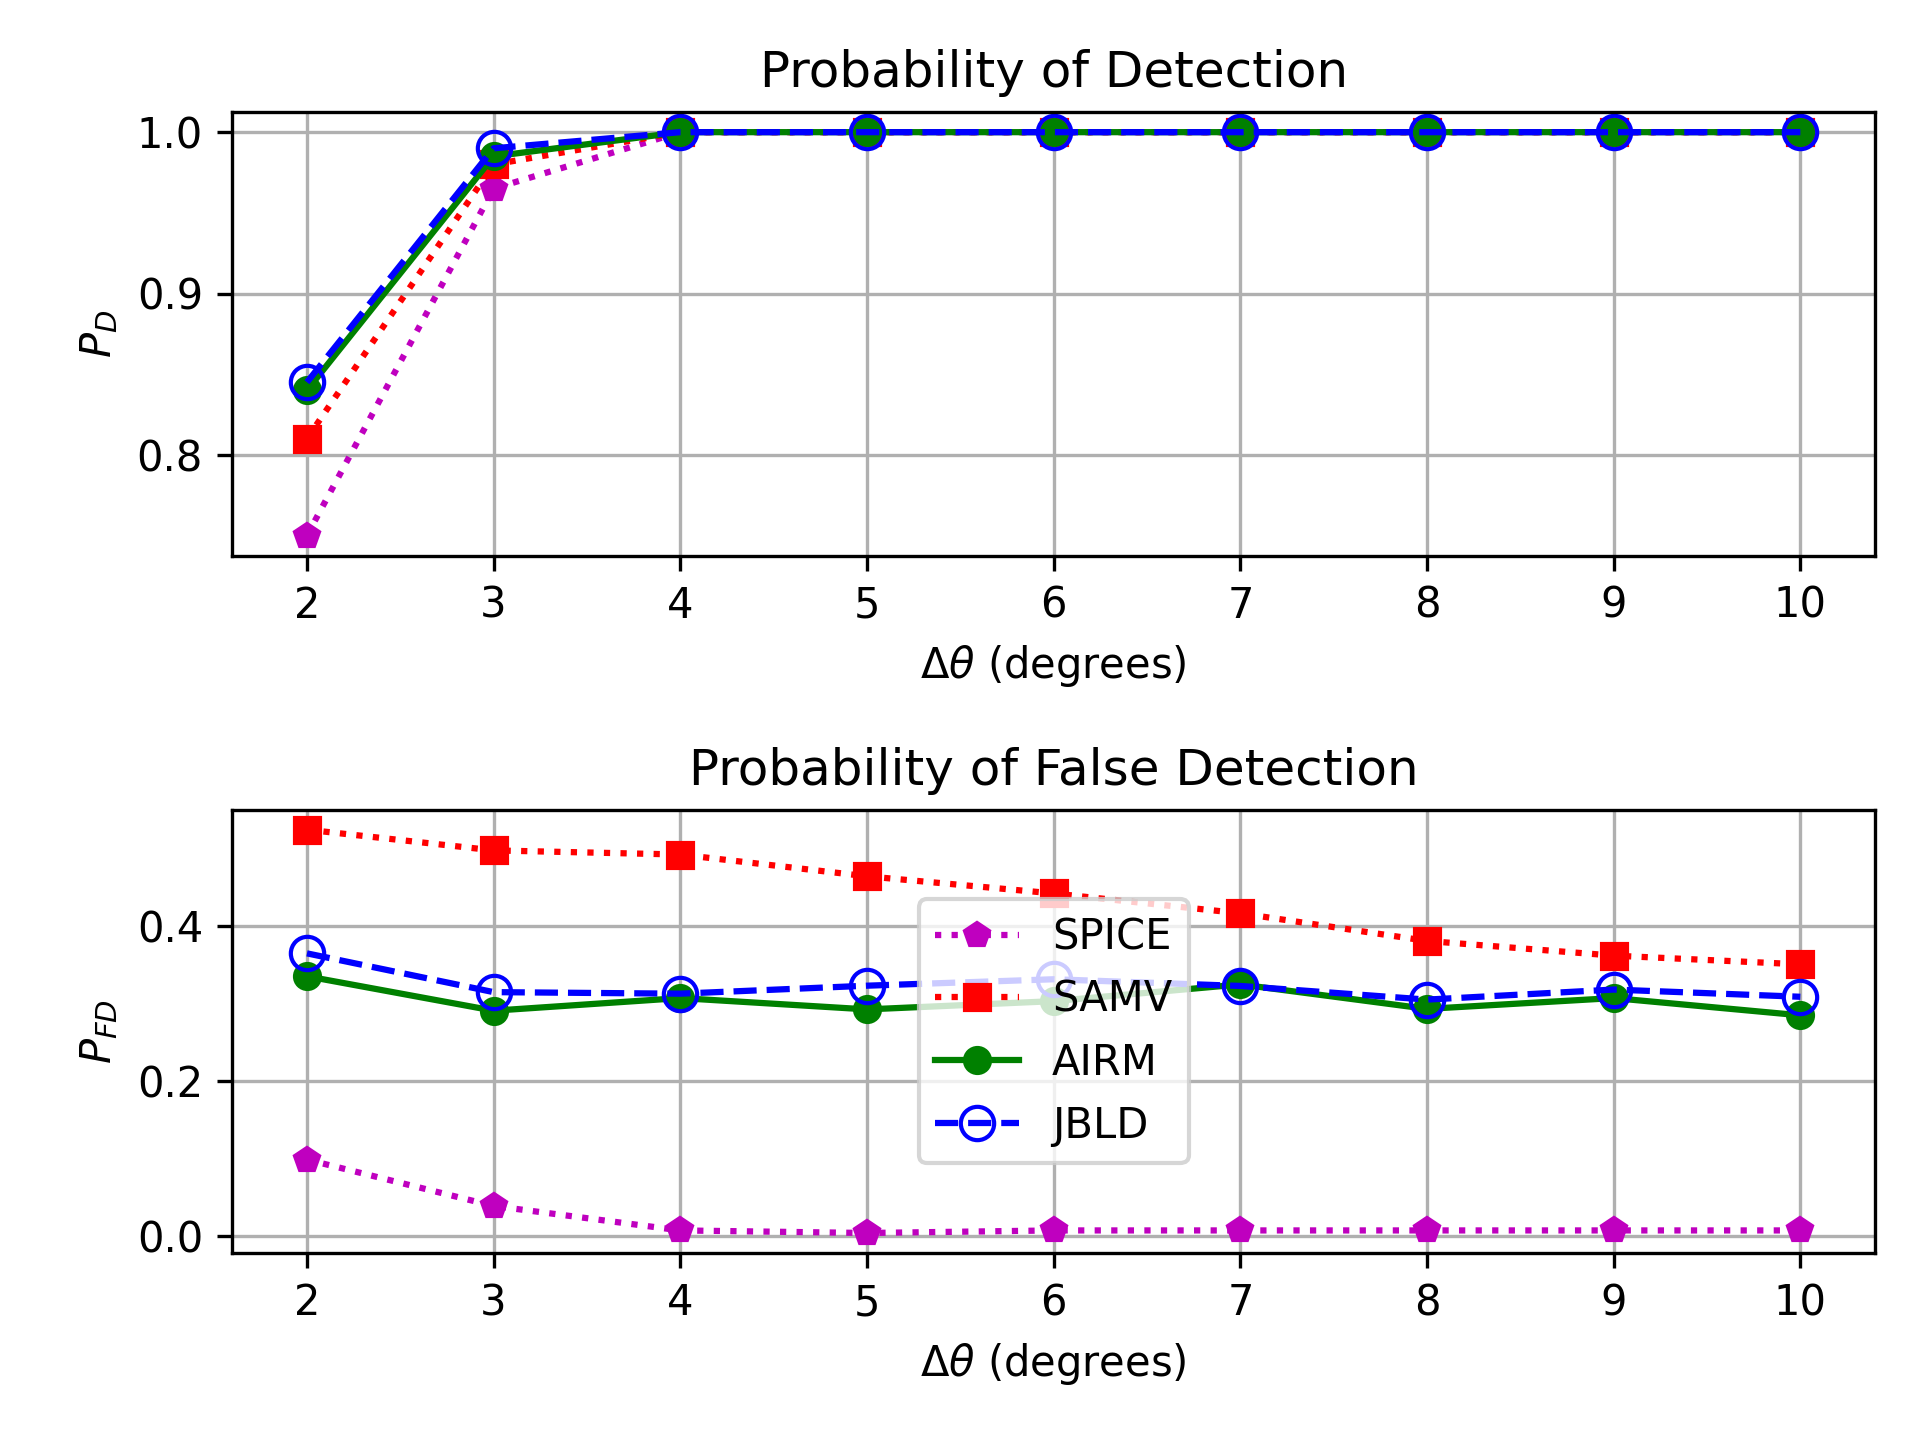 Probability of Detection
1.0
0.9
0.8
P_D
2 3 4 5 6 7 8 9 10
Δθ (degrees)
Probability of False Detection
0.4
0.2
0.0
P_FD
SPICE
SAMV
AIRM
JBLD
2 3 4 5 6 7 8 9 10
Δθ (degrees)